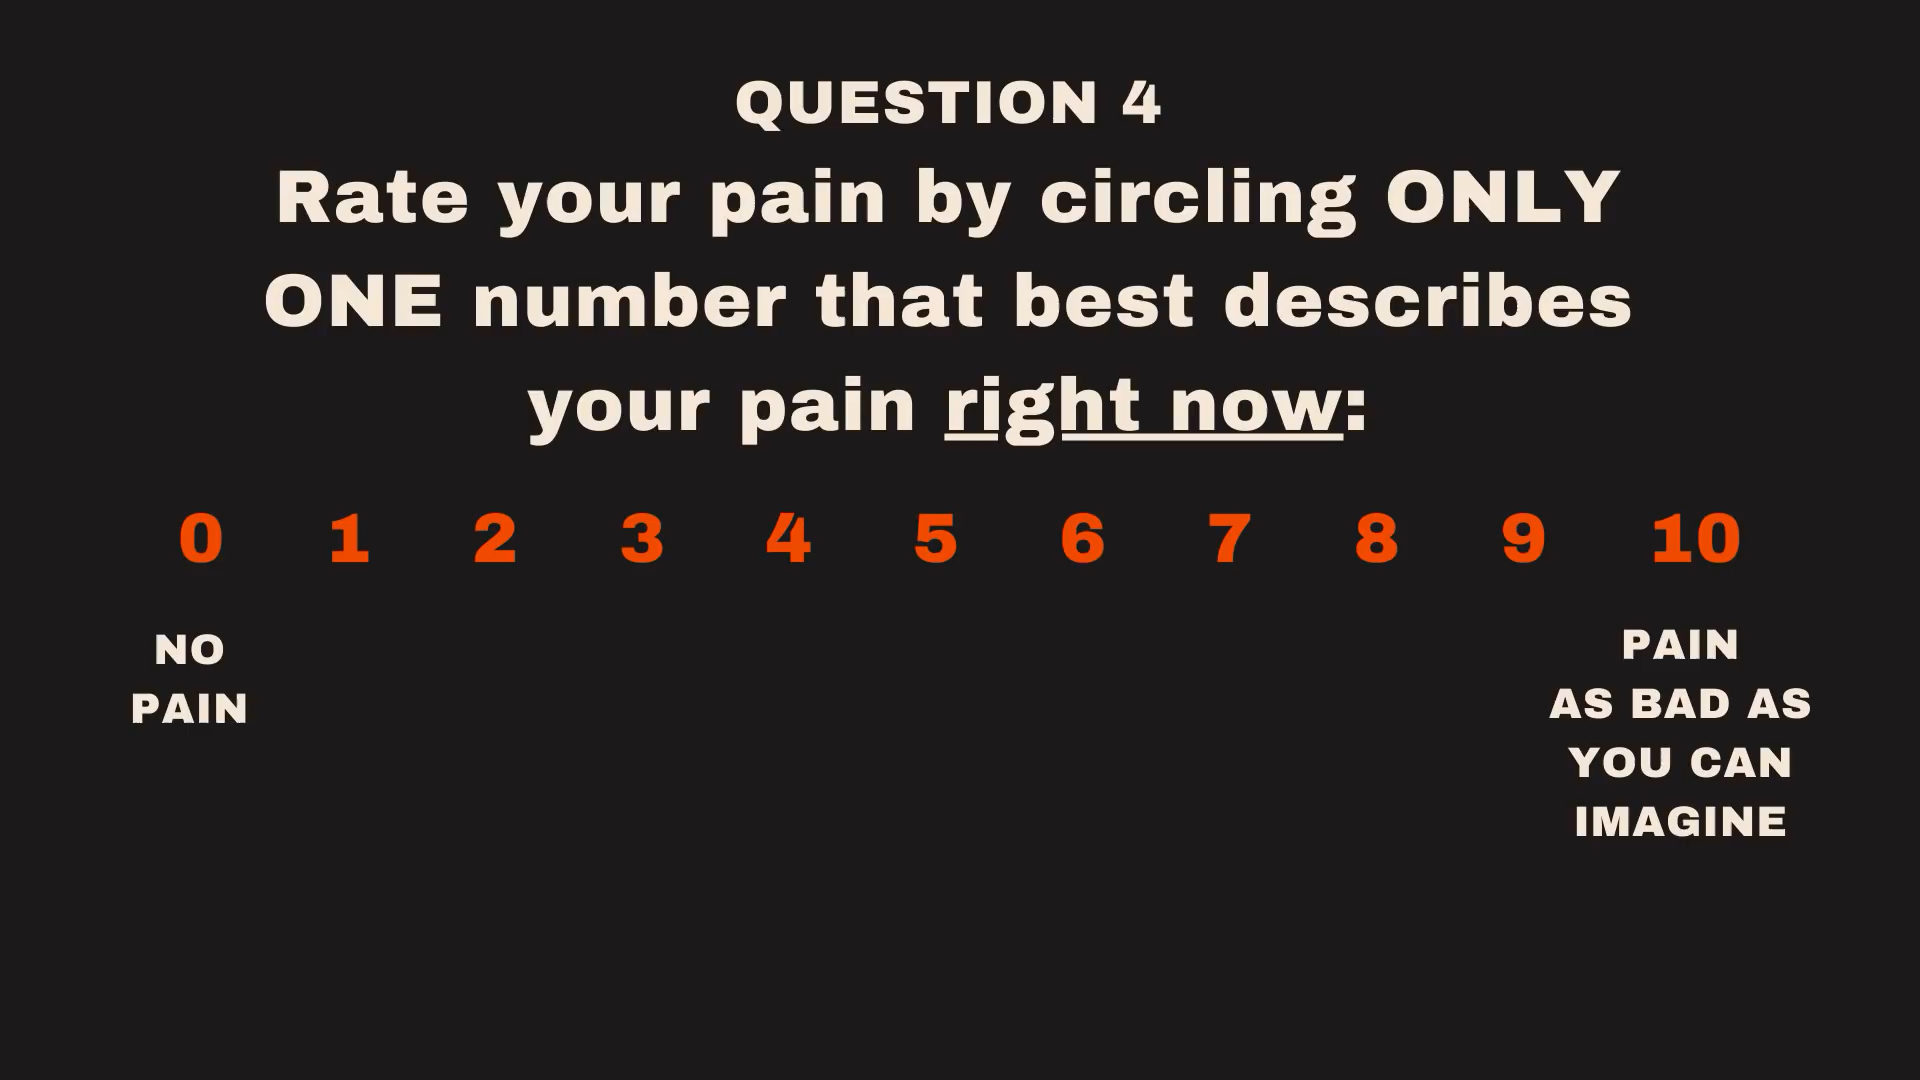 QUESTION 4
Rate your pain by circling ONLY
ONE number that best describes
your pain right now:
0 1 2 3 4 5 6 7 8 9 10
NO
PAIN
PAIN
AS BAD AS
YOU CAN
IMAGINE